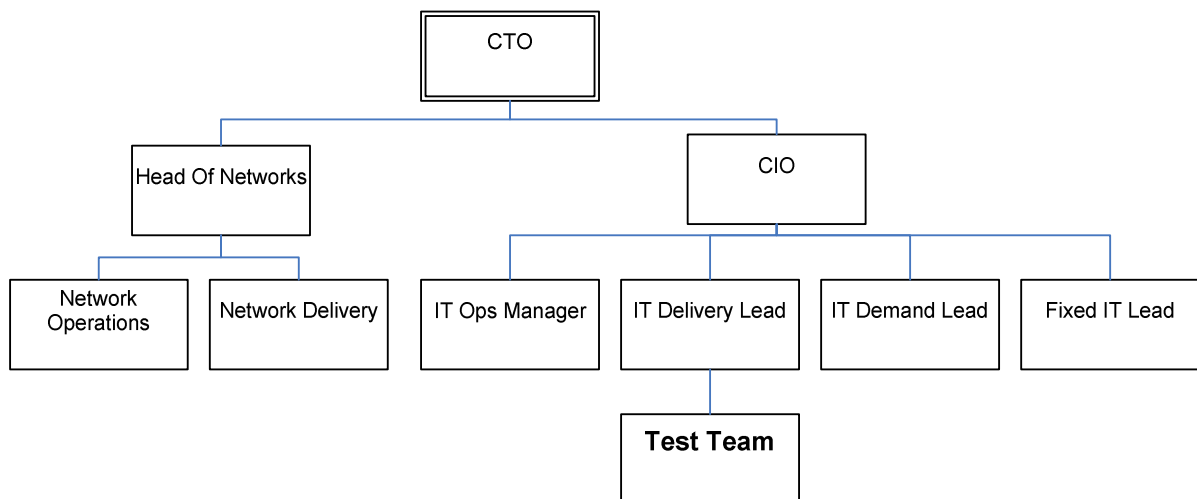 CTO
Head Of Networks
CIO
Network
Operations
Network Delivery
IT Ops Manager
IT Delivery Lead
IT Demand Lead
Fixed IT Lead
Test Team